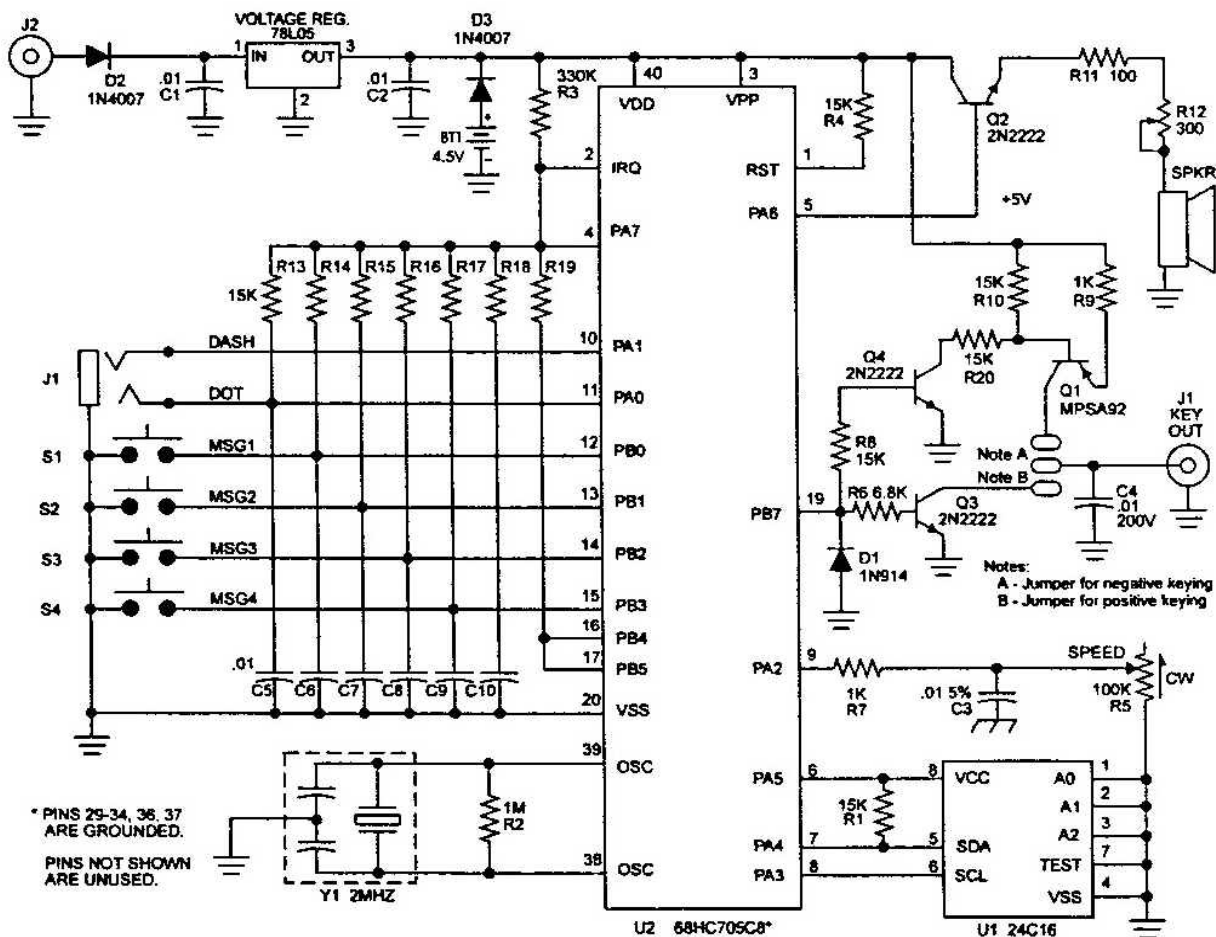 J2
VOLTAGE REG.
78L05
1
IN
OUT
3
2
D2
1N4007
.01
C1
.01
C2
D3
1N4007
BT1
4.5V
+
-
330K
R3
40
VDD
3
VPP
15K
R4
1
RST
Q2
2N2222
R11 100
R12
300
SPKR
2
IRQ
5
PA6
+5V
4
PA7
R13
R14
R15
R16
R17
R18
R19
15K
15K
R10
1K
R9
J1
DASH
10
PA1
DOT
11
PA0
Q4
2N2222
15K
R20
Q1
MPSA92
J1
KEY
OUT
S1
MSG1
12
PB0
R8
15K
Note A
Note B
S2
MSG2
13
PB1
PB7
19
R6 6.8K
Q3
2N2222
C4
.01
200V
S3
MSG3
14
PB2
D1
1N914
Notes:
A - Jumper for negative keying
B - Jumper for positive keying
S4
MSG4
15
PB3
16
PB4
17
PB5
.01
C5
C6
C7
C8
C9
C10
20
VSS
PA2
9
1K
R7
.01 5%
C3
SPEED
100K
R5
CW
39
OSC
1M
R2
38
OSC
Y1 2MHZ
* PINS 29-34, 36, 37
ARE GROUNDED.
PINS NOT SHOWN
ARE UNUSED.
PA5
6
15K
R1
8
VCC
A0
1
A1
2
A2
3
PA4
7
5
SDA
TEST
7
PA3
8
6
SCL
VSS
4
U2 68HC705C8*
U1 24C16